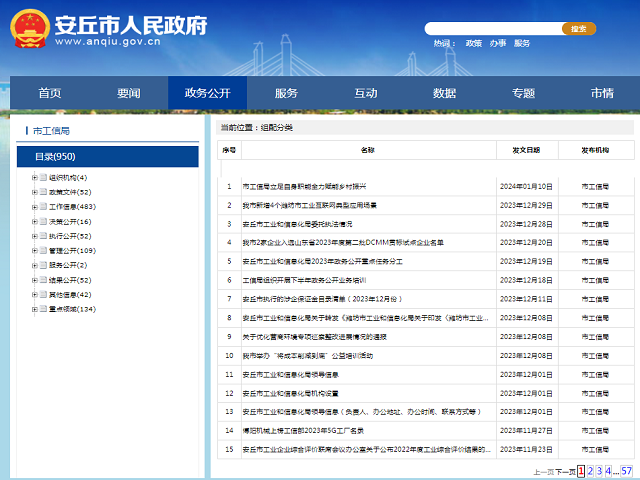 安丘市人民政府
www.anqiu.gov.cn
搜索
热词： 政策 办事 服务
首页 要闻 政务公开 服务 互动 数据 专题 市情
市工信局
目录(950)
组织机构(4)
政策文件(52)
工作信息(483)
决策公开(16)
执行公开(52)
管理公开(109)
服务公开(2)
结果公开(52)
其他信息(42)
重点领域(134)
当前位置：组配分类
序号 名称 发文日期 发布机构
1 市工信局立足自身职能全力赋能乡村振兴 2024年01月10日 市工信局
2 我市新增4个潍坊市工业互联网典型应用场景 2023年12月29日 市工信局
3 安丘市工业和信息化局委托执法情况 2023年12月28日 市工信局
4 我市2家企业入选山东省2023年度第二批DCMM贯标试点企业名单 2023年12月20日 市工信局
5 安丘市工业和信息化局2023年政务公开重点任务分工 2023年12月19日 市工信局
6 工信局组织开展下半年政务公开业务培训 2023年12月18日 市工信局
7 安丘市执行的涉企保证金目录清单（2023年12月份） 2023年12月11日 市工信局
8 安丘市工业和信息化局关于转发《潍坊市工业和信息化局关于印发《潍坊市工业... 2023年12月08日 市工信局
9 关于优化营商环境专项巡察整改进展情况的通报 2023年12月08日 市工信局
10 我市举办“将成本削减到底”公益培训活动 2023年12月08日 市工信局
11 安丘市工业和信息化局领导信息 2023年12月01日 市工信局
12 安丘市工业和信息化局机构设置 2023年12月01日 市工信局
13 安丘市工业和信息化局领导信息（负责人、办公地址、办公时间、联系方式等） 2023年12月01日 市工信局
14 博阳机械上榜工信部2023年5G工厂名录 2023年11月27日 市工信局
15 安丘市工业企业综合评价联席会议办公室关于公布2022年度工业综合评价结果的... 2023年11月23日 市工信局
上一页 下一页 1 2 3 4 ... 57